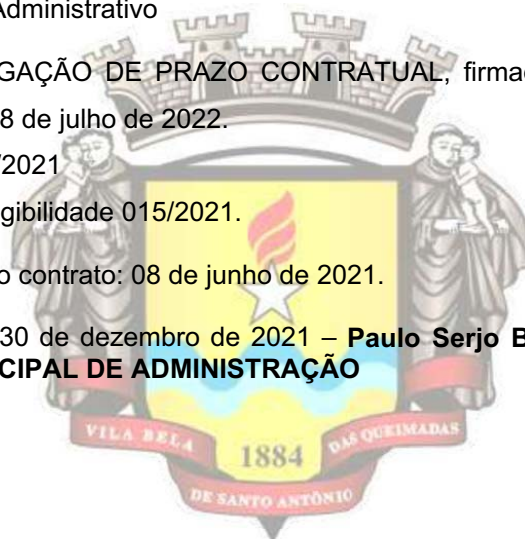 Administrativo
GAÇÃO DE PRAZO CONTRATUAL, firmad
8 de julho de 2022.
/2021
gibilidade 015/2021.
o contrato: 08 de junho de 2021.
30 de dezembro de 2021 – Paulo Serjo B
CIPAL DE ADMINISTRAÇÃO
VILA BELA
1884
DAS QUEIMADAS
DE SANTO ANTÔNIO